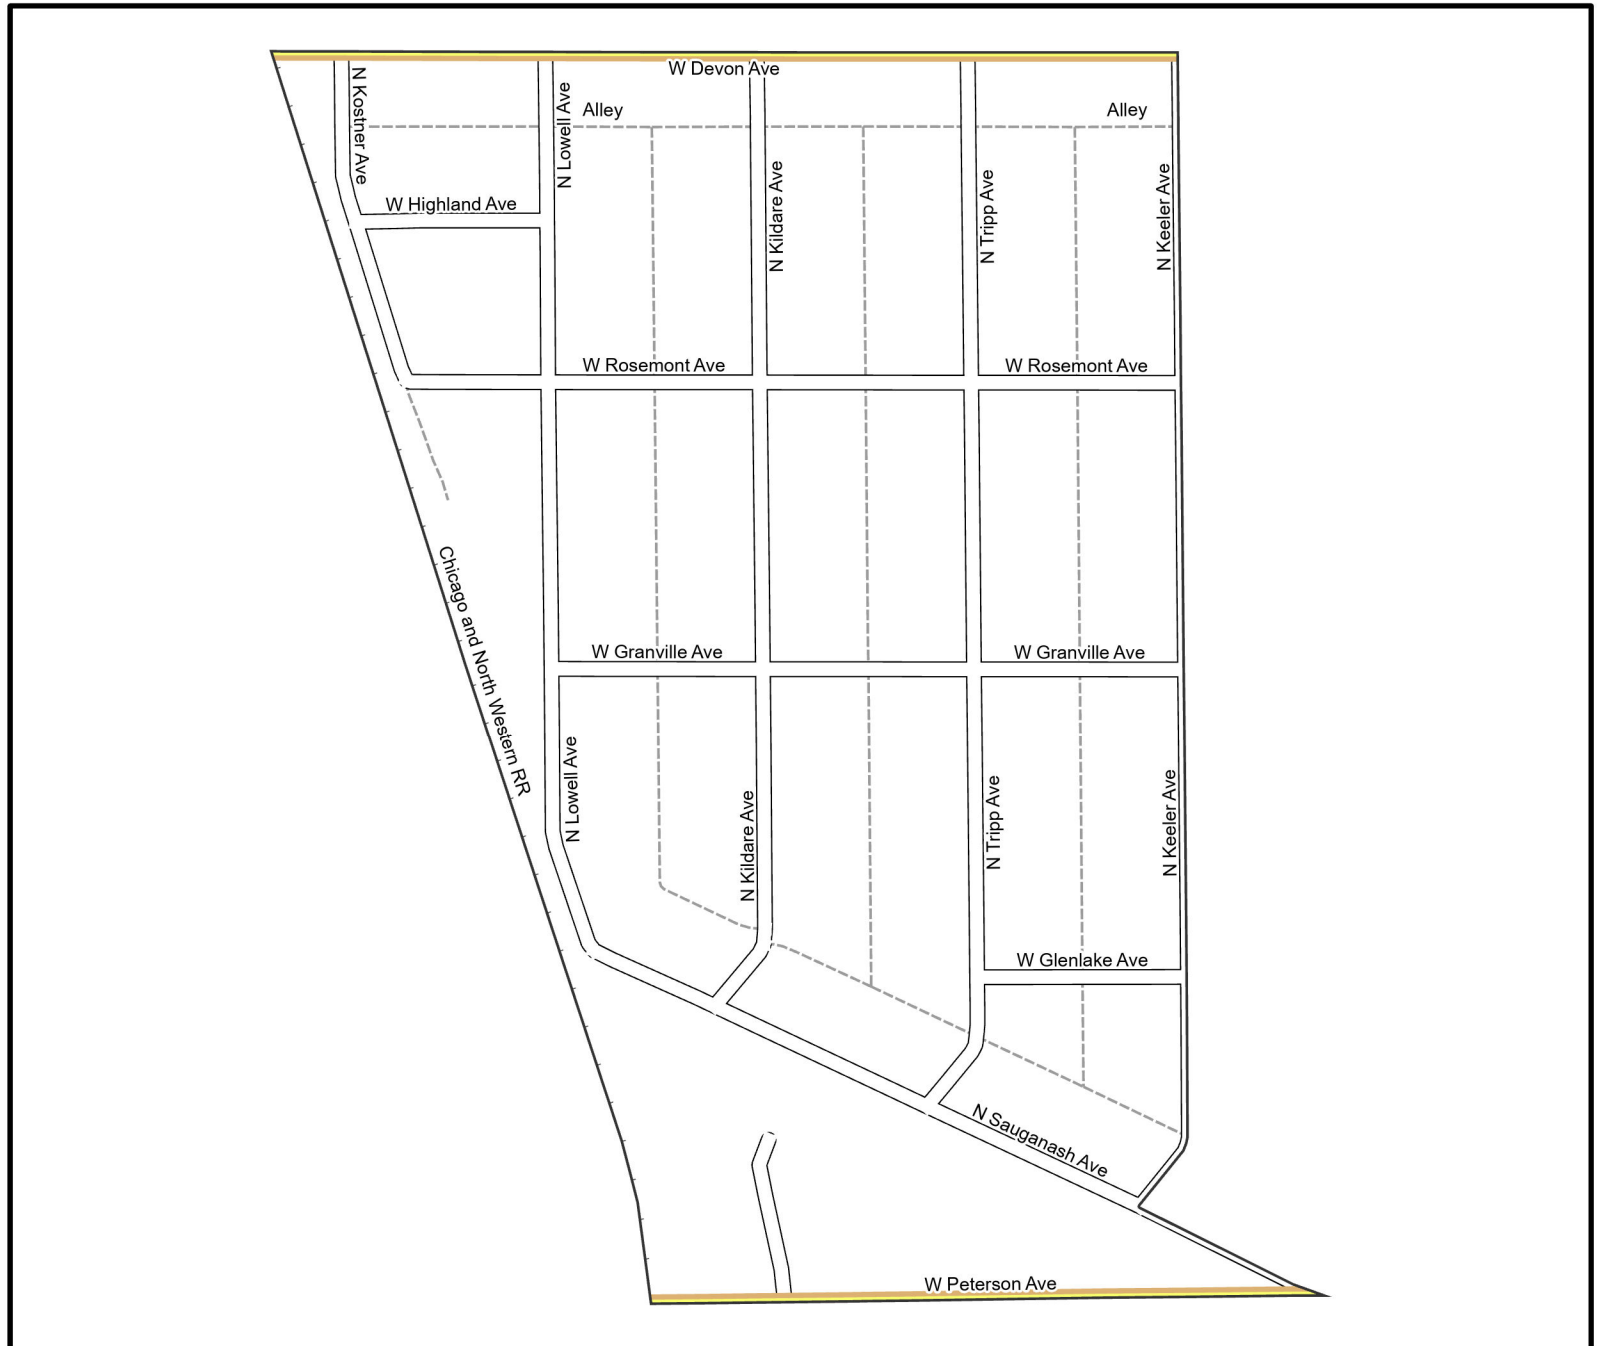 W Devon Ave
N Kostner Ave
N Lowell Ave
Alley
Alley
N Kildare Ave
N Tripp Ave
N Keeler Ave
W Highland Ave
W Rosemont Ave
W Rosemont Ave
Chicago and North Western RR
W Granville Ave
W Granville Ave
N Lowell Ave
N Kildare Ave
N Tripp Ave
N Keeler Ave
W Glenlake Ave
N Sauganash Ave
W Peterson Ave